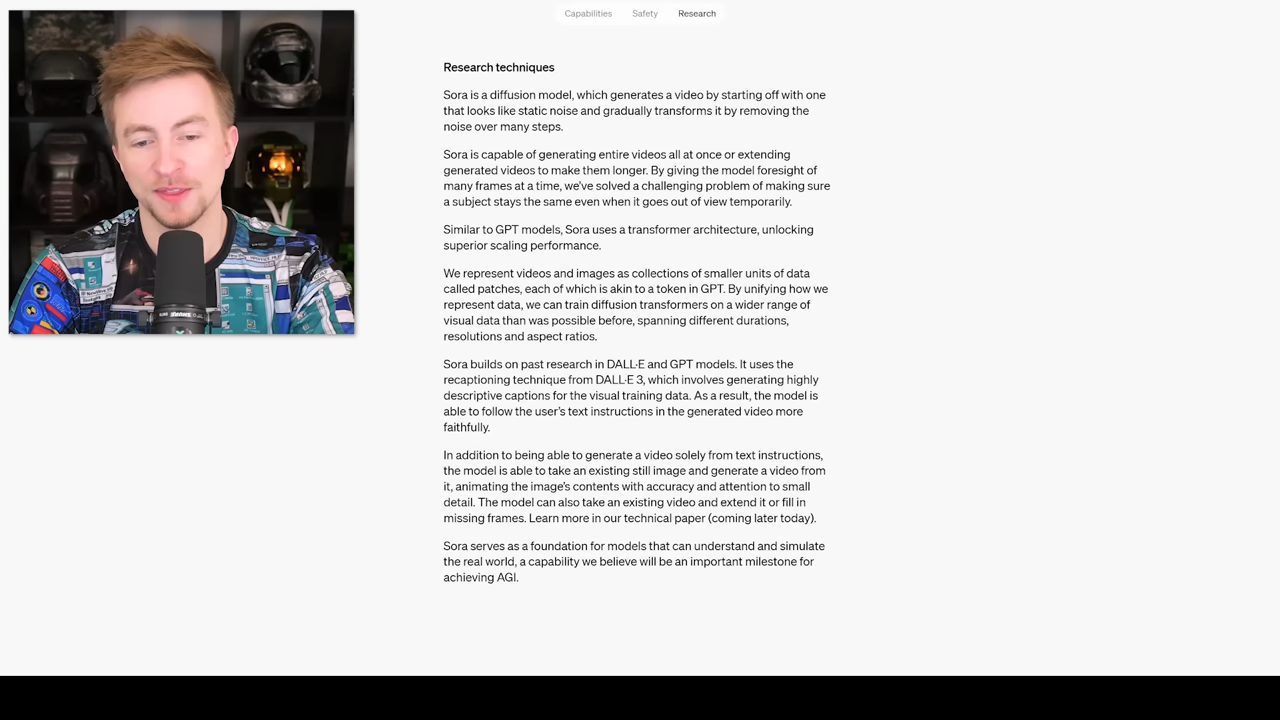 Capabilities Safety Research
Research techniques
Sora is a diffusion model, which generates a video by starting off with one
that looks like static noise and gradually transforms it by removing the
noise over many steps.
Sora is capable of generating entire videos all at once or extending
generated videos to make them longer. By giving the model foresight of
many frames at a time, we've solved a challenging problem of making sure
a subject stays the same even when it goes out of view temporarily.
Similar to GPT models, Sora uses a transformer architecture, unlocking
superior scaling performance.
We represent videos and images as collections of smaller units of data
called patches, each of which is akin to a token in GPT. By unifying how we
represent data, we can train diffusion transformers on a wider range of
visual data than was possible before, spanning different durations,
resolutions and aspect ratios.
Sora builds on past research in DALL·E and GPT models. It uses the
recaptioning technique from DALL·E 3, which involves generating highly
descriptive captions for the visual training data. As a result, the model is
able to follow the user's text instructions in the generated video more
faithfully.
In addition to being able to generate a video solely from text instructions,
the model is able to take an existing still image and generate a video from
it, animating the image's contents with accuracy and attention to small
detail. The model can also take an existing video and extend it or fill in
missing frames. Learn more in our technical paper (coming later today).
Sora serves as a foundation for models that can understand and simulate
the real world, a capability we believe will be an important milestone for
achieving AGI.